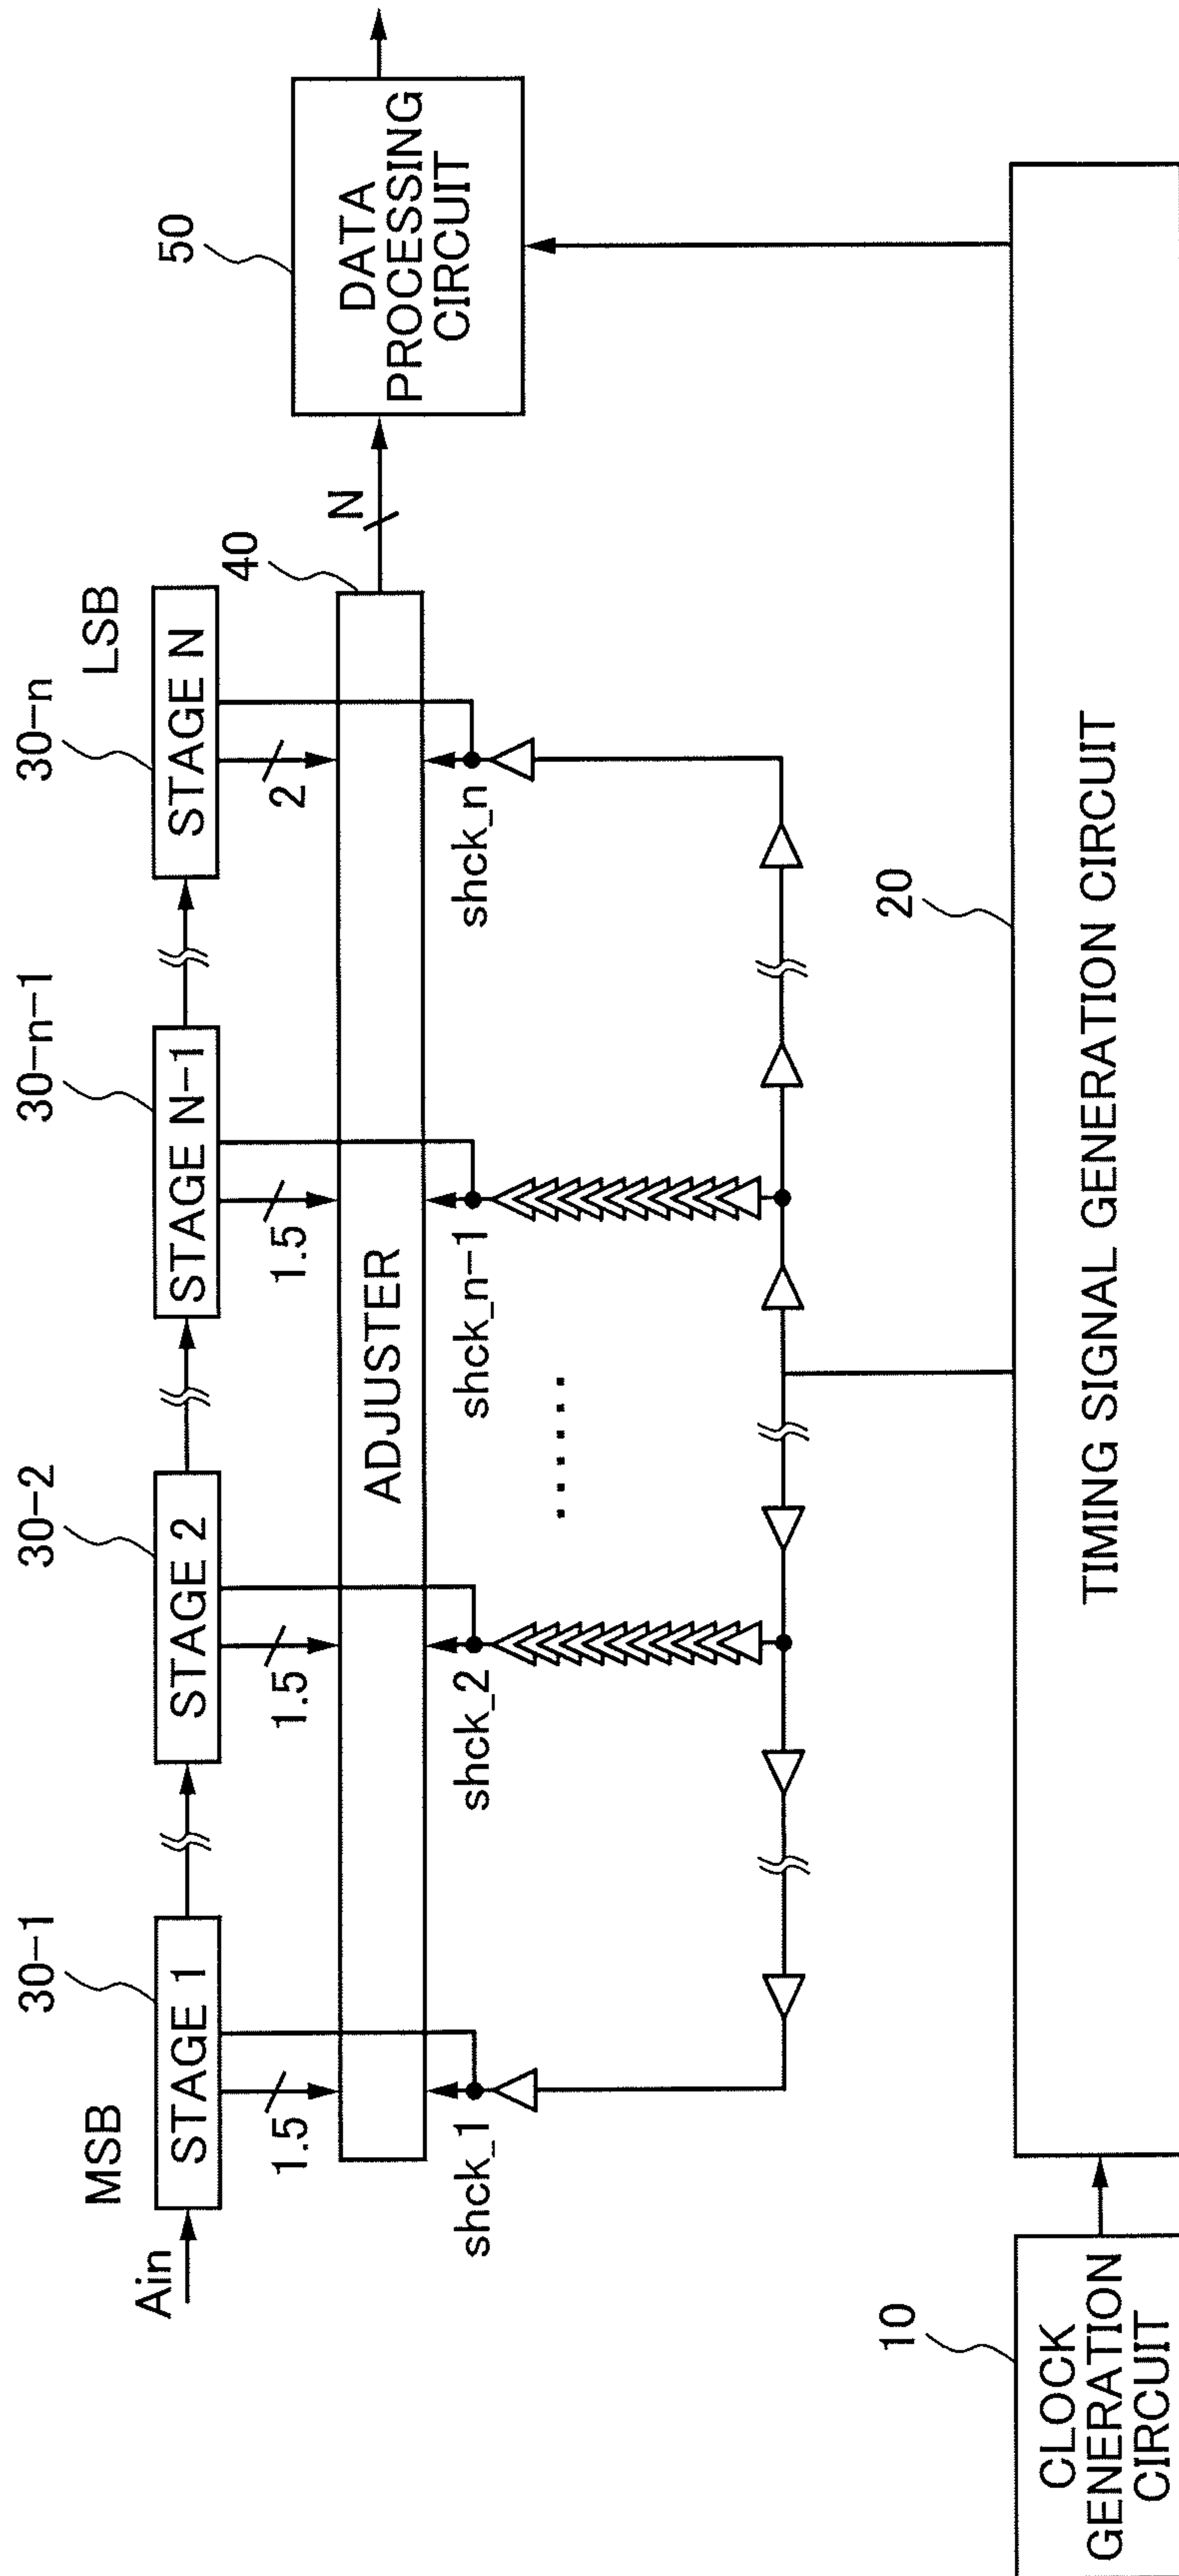 30-1
30-2
30-n-1
30-n
MSB
LSB
Ain
STAGE 1
STAGE 2
STAGE N-1
STAGE N
1.5
1.5
1.5
2
40
N
50
DATA
PROCESSING
CIRCUIT
ADJUSTER
shck_1
shck_2
......
shck_n-1
shck_n
10
20
CLOCK
GENERATION
CIRCUIT
TIMING SIGNAL GENERATION CIRCUIT